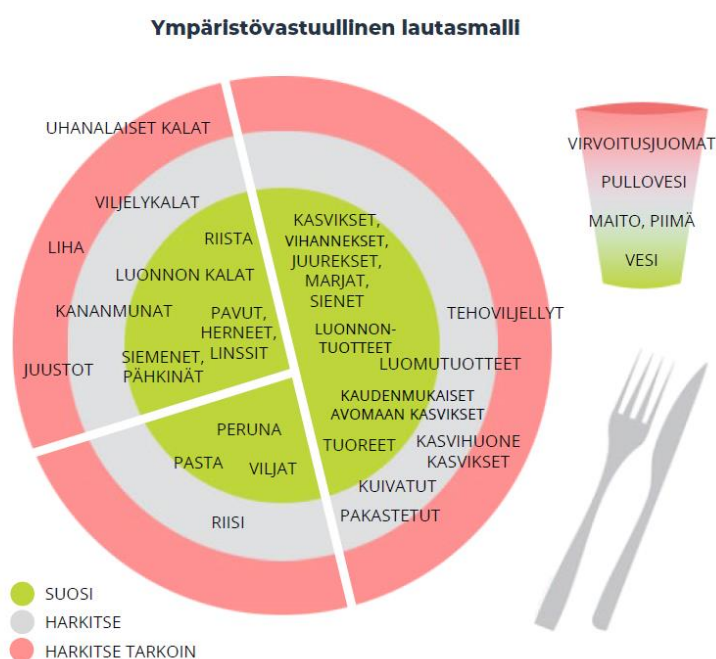 Ympäristövastuullinen lautasmalli
UHANALAISET KALAT
VILJELYKALAT
LIHA
RIISTA
LUONNON KALAT
KANANMUNAT
PAVUT,
HERNEET,
LINSSIT
SIEMENET,
PÄHKINÄT
JUUSTOT
KASVIKSET,
VIHANNEKSET,
JUUREKSET,
MARJAT,
SIENET
LUONNON-
TUOTTEET
TEHOVILJELLYT
LUOMUTUOTTEET
KAUDENMUKAISET
AVOMAAN KASVIKSET
TUOREET
KASVIHUONE
KASVIKSET
KUIVATUT
PAKASTETUT
PERUNA
PASTA
VILJAT
RIISI
VIRVOITUSJUOMAT
PULLOVESI
MAITO, PIIMÄ
VESI
SUOSI
HARKITSE
HARKITSE TARKOIN